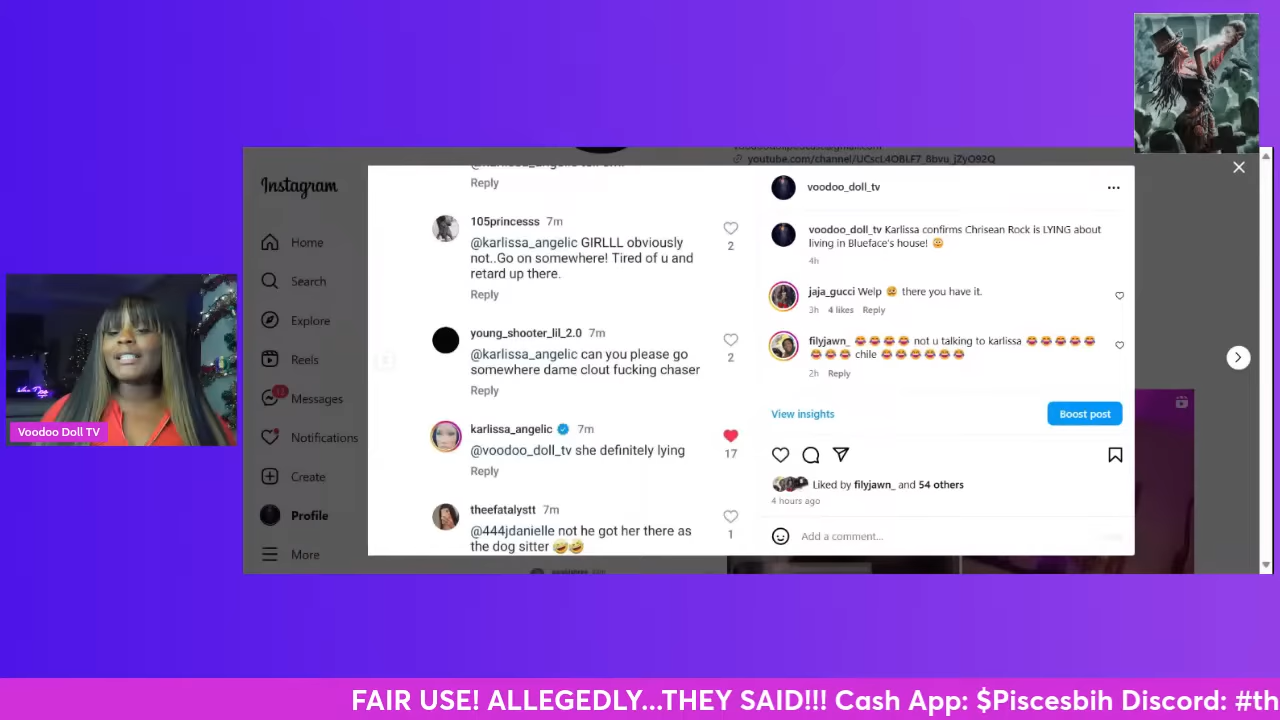 youtube.com/channel/
Instagram
Home
Search
Explore
Reels
Messages
Notifications
Create
Profile
More
Voodoo Doll TV
Reply
105princesss 7m
@karlissa_angelic GIRLLL obviously
not..Go on somewhere! Tired of u and
retard up there.
Reply
2
young_shooter_lil_2.0 7m
@karlissa_angelic can you please go
somewhere dame clout fucking chaser
Reply
2
karlissa_angelic 7m
@voodoo_doll_tv she definitely lying
Reply
17
theefatalystt 7m
@444jdanielle not he got her there as
the dog sitter 🤣🤣
1
voodoo_doll_tv
voodoo_doll_tv Karlissa confirms Chrisean Rock is LYING about
living in Blueface's house!
4h
jaja_gucci Welp there you have it.
3h 4 likes Reply
filyjawn_ 😂😂😂😂 not u talking to karlissa 😂😂😂😂😂
😂😂😂 chile 😂😂😂😂😂😂
2h Reply
View insights
Boost post
Liked by filyjawn_ and 54 others
4 hours ago
Add a comment...
FAIR USE! ALLEGEDLY...THEY SAID!!! Cash App: $Piscesbih Discord: #th